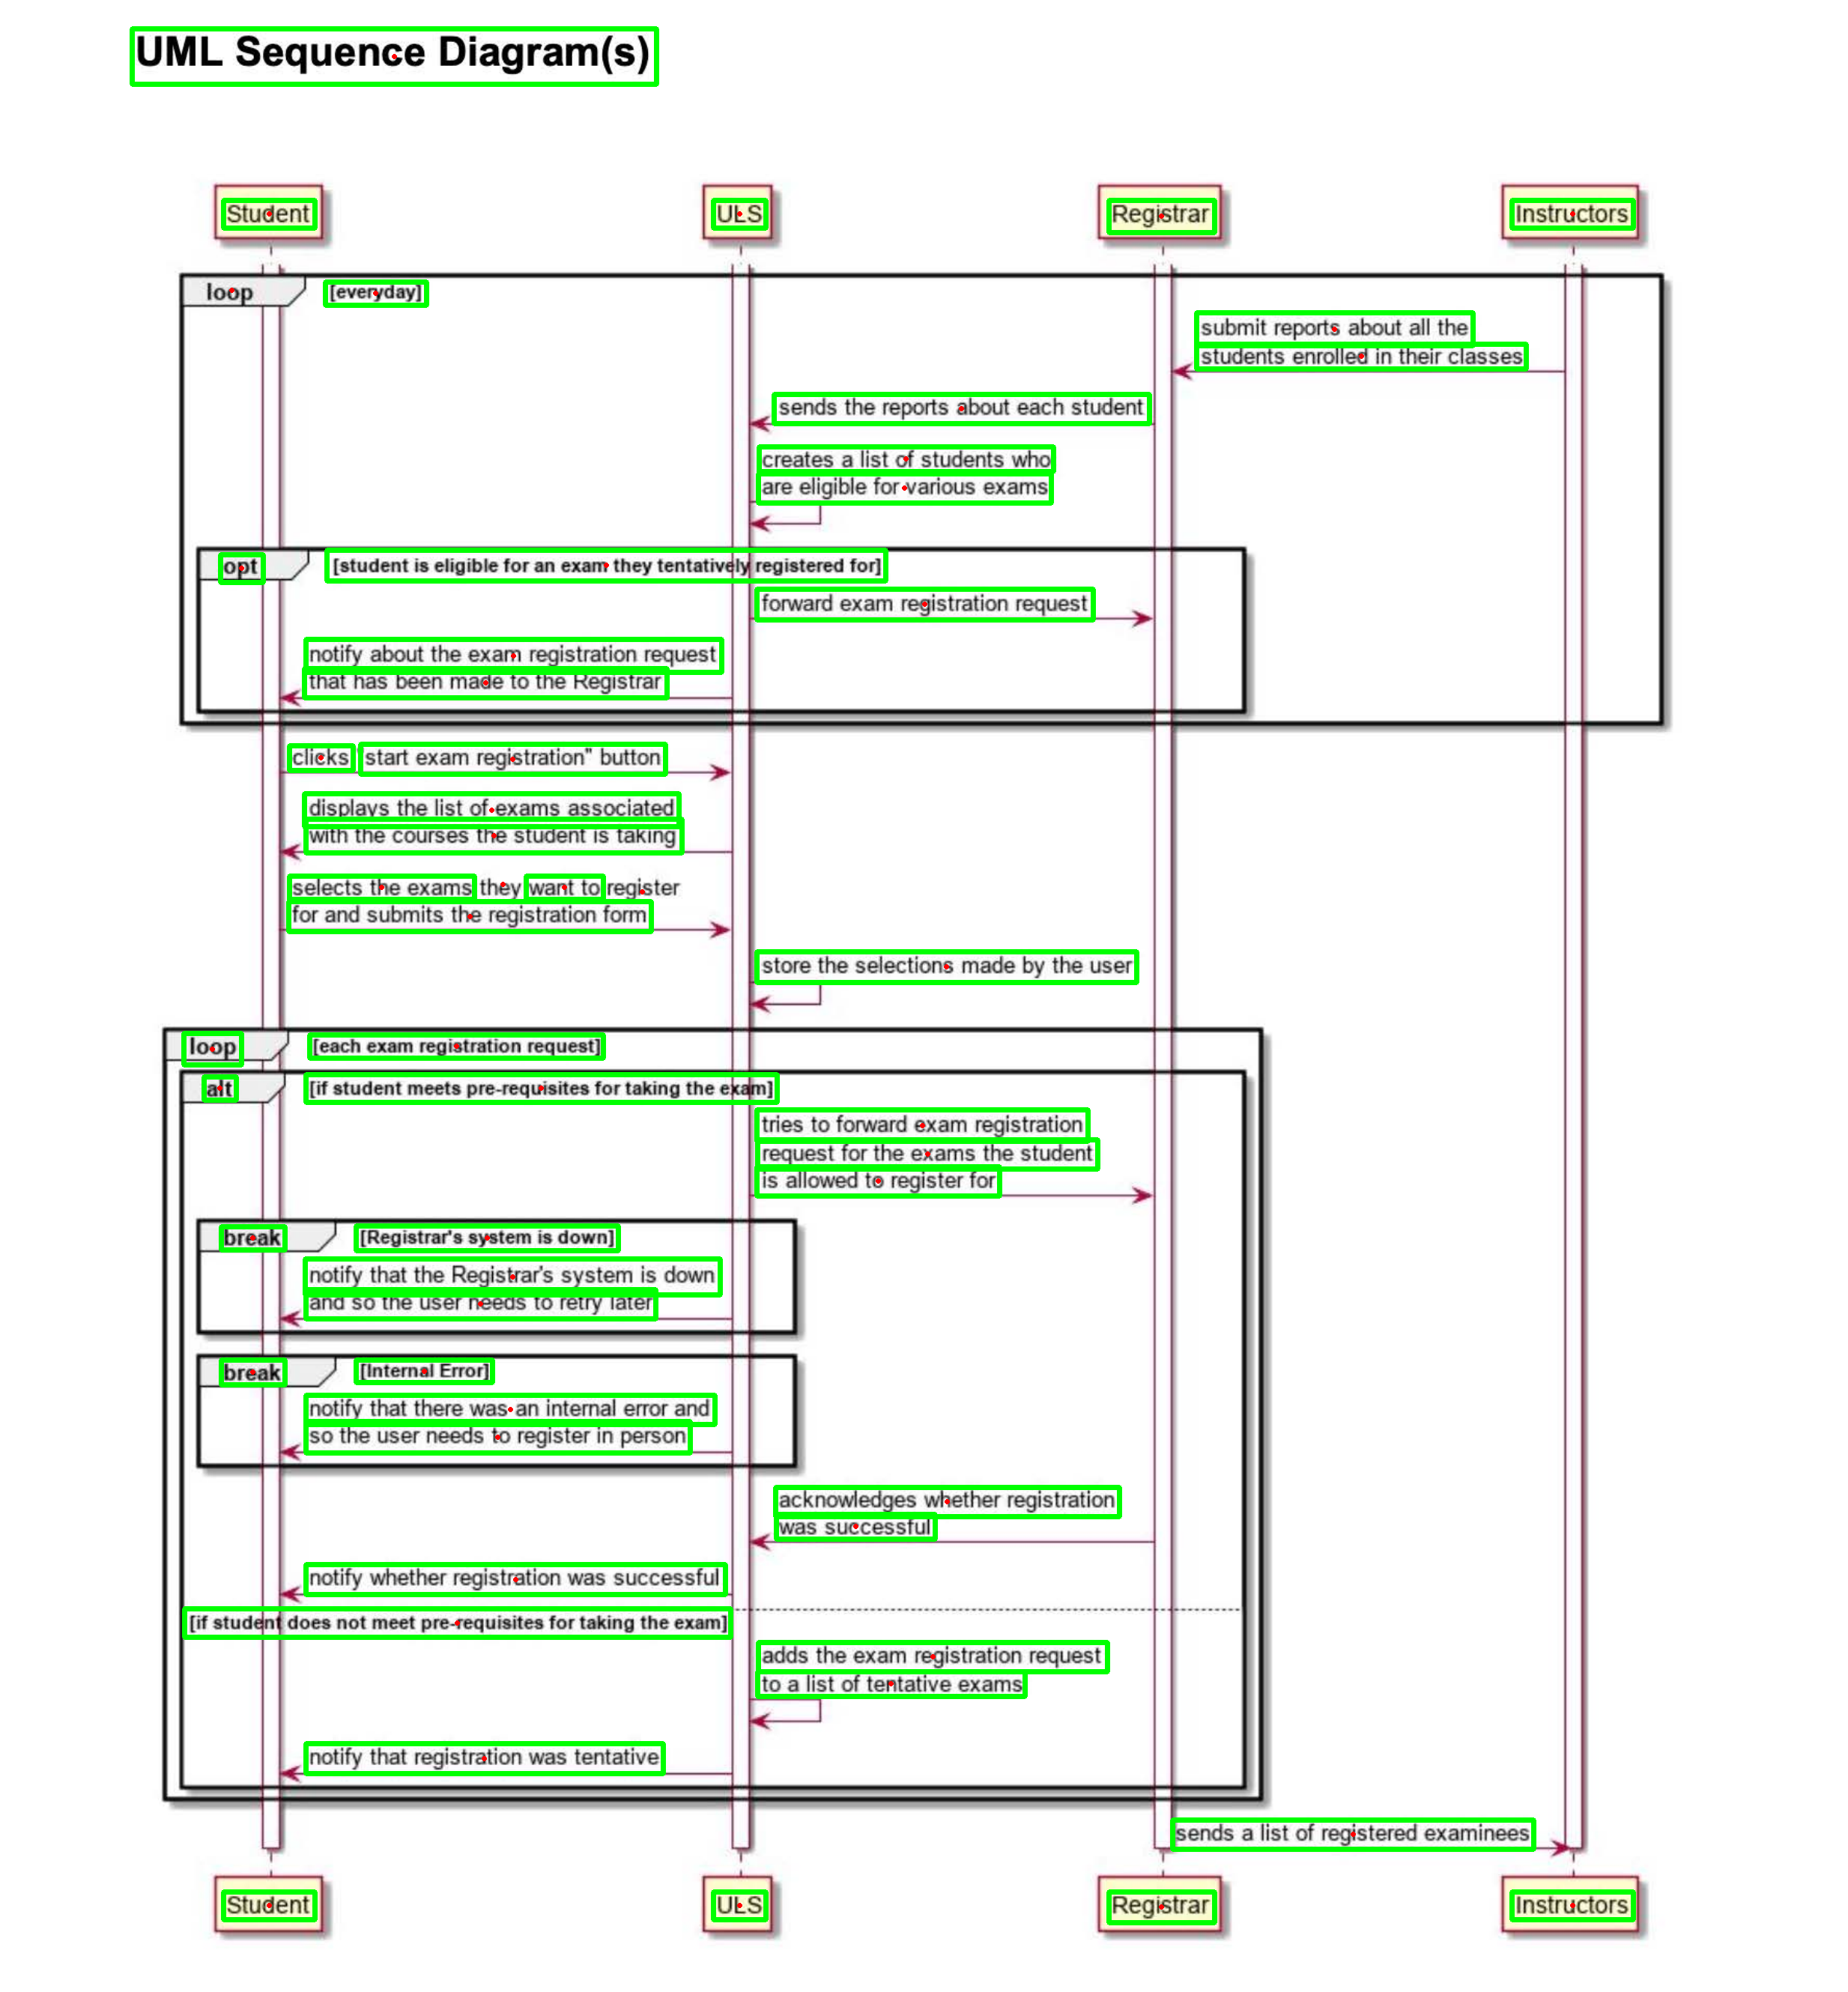 UML Sequence Diagram(s)
Student ULS Registrar Instructors
loop [everyday]
submit reports about all the
students enrolled in their classes
sends the reports about each student
creates a list of students who
are eligible for various exams
opt [student is eligible for an exam they tentatively registered for]
forward exam registration request
notify about the exam registration request
that has been made to the Registrar
clicks "start exam registration" button
displays the list of exams associated
with the courses the student is taking
selects the exams they want to register
for and submits the registration form
store the selections made by the user
loop [each exam registration request]
alt [if student meets pre-requisites for taking the exam]
tries to forward exam registration
request for the exams the student
is allowed to register for
break [Registrar's system is down]
notify that the Registrar's system is down
and so the user needs to retry later
break [Internal Error]
notify that there was an internal error and
so the user needs to register in person
acknowledges whether registration
was successful
notify whether registration was successful
[if student does not meet pre-requisites for taking the exam]
adds the exam registration request
to a list of tentative exams
notify that registration was tentative
sends a list of registered examinees
Student ULS Registrar Instructors